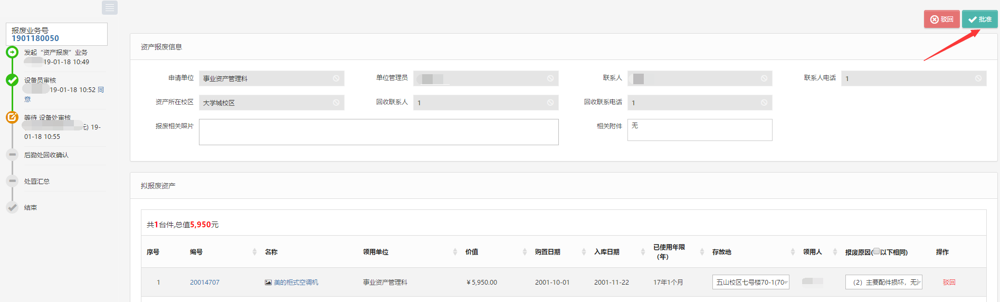 报废业务号
1901180050
发起“资产报废”业务
19-01-18 10:49
设备员审核
19-01-18 10:52 同
意
等待 设备处审核
元) 19-
01-18 10:55
后勤处回收确认
处置汇总
结束
驳回 批准
资产报废信息
申请单位 事业资产管理科 单位管理员 联系人 联系人电话 1
资产所在校区 大学城校区 回收联系人 1 回收联系电话 1
报废相关照片 相关附件 无
拟报废资产
共1台件,总值5,950元
序号 编号 名称 领用单位 价值 购置日期 入库日期 已使用年限（年） 存放地 领用人 报废原因(以下相同) 操作
1 20014707 美的柜式空调机 事业资产管理科 ￥5,950.00 2001-10-01 2001-11-22 17年1个月 五山校区七号楼70-1(70 （2）主要配件损坏，无 驳回